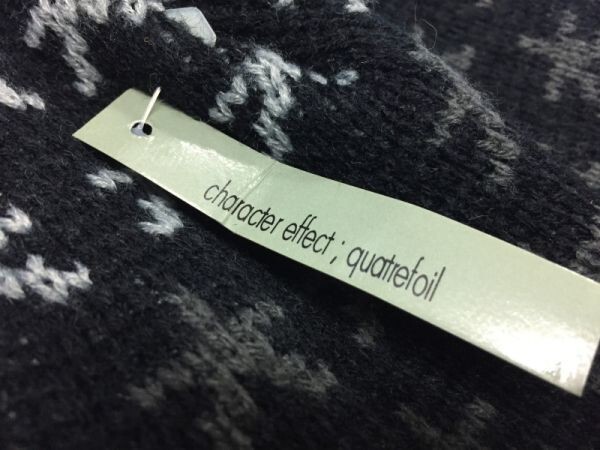 character effect ; quatrefoil